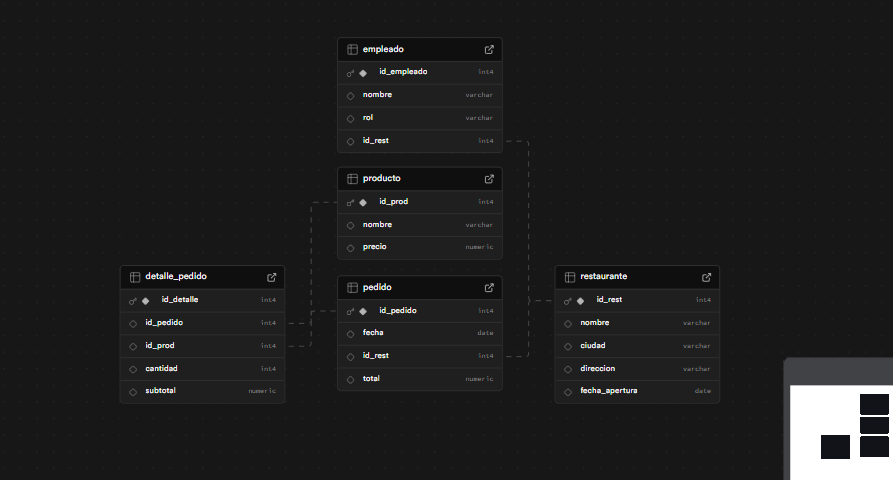 empleado
id_empleado int4
nombre varchar
rol varchar
id_rest int4
producto
id_prod int4
nombre varchar
precio numeric
detalle_pedido
id_detalle int4
id_pedido int4
id_prod int4
cantidad int4
subtotal numeric
pedido
id_pedido int4
fecha date
id_rest int4
total numeric
restaurante
id_rest int4
nombre varchar
ciudad varchar
direccion varchar
fecha_apertura date